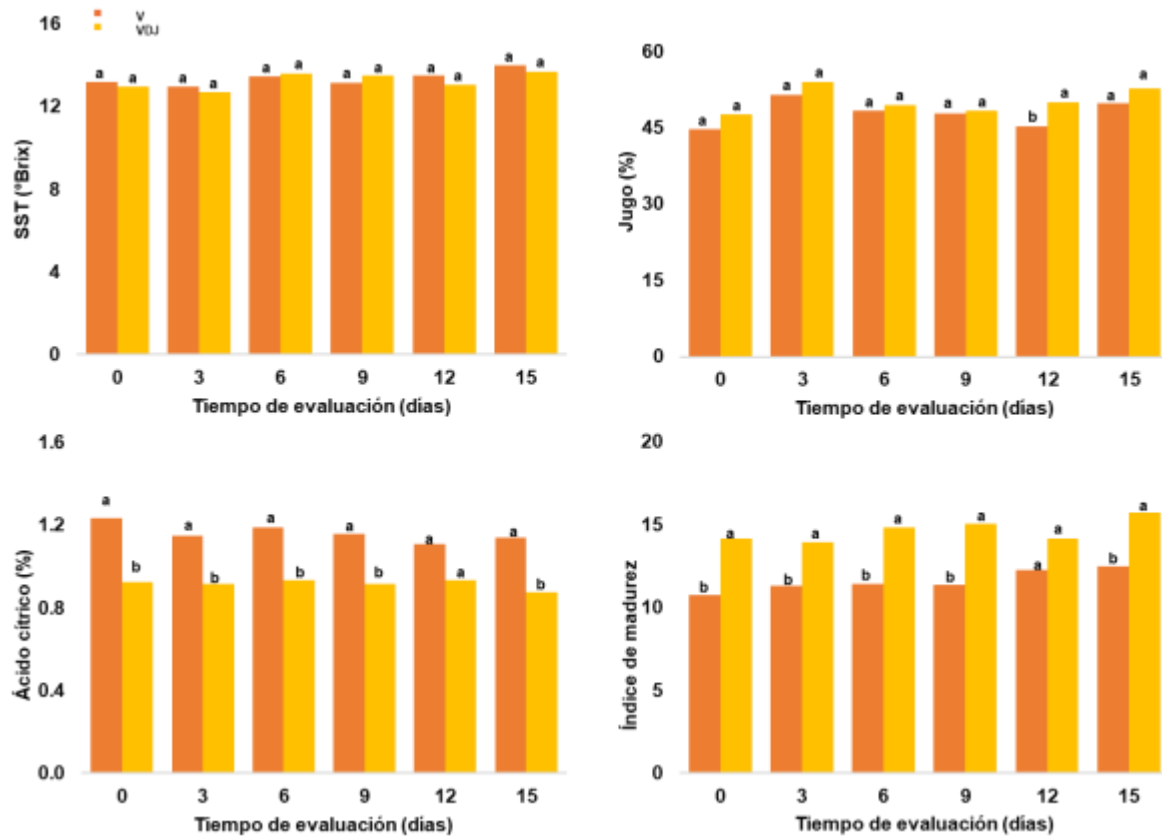 V
VDJ
16
12
8
4
0
SST (°Brix)
a a a a a a a a a a a a
0 3 6 9 12 15
Tiempo de evaluación (días)
60
45
30
15
0
Jugo (%)
a a a a a a a a b a a a
0 3 6 9 12 15
Tiempo de evaluación (días)
1.6
1.2
0.8
0.4
0.0
Ácido cítrico (%)
a b a b a b a b a a a b
0 3 6 9 12 15
Tiempo de evaluación (días)
20
15
10
5
0
Índice de madurez
b a b a b a b a a a b a
0 3 6 9 12 15
Tiempo de evaluación (días)